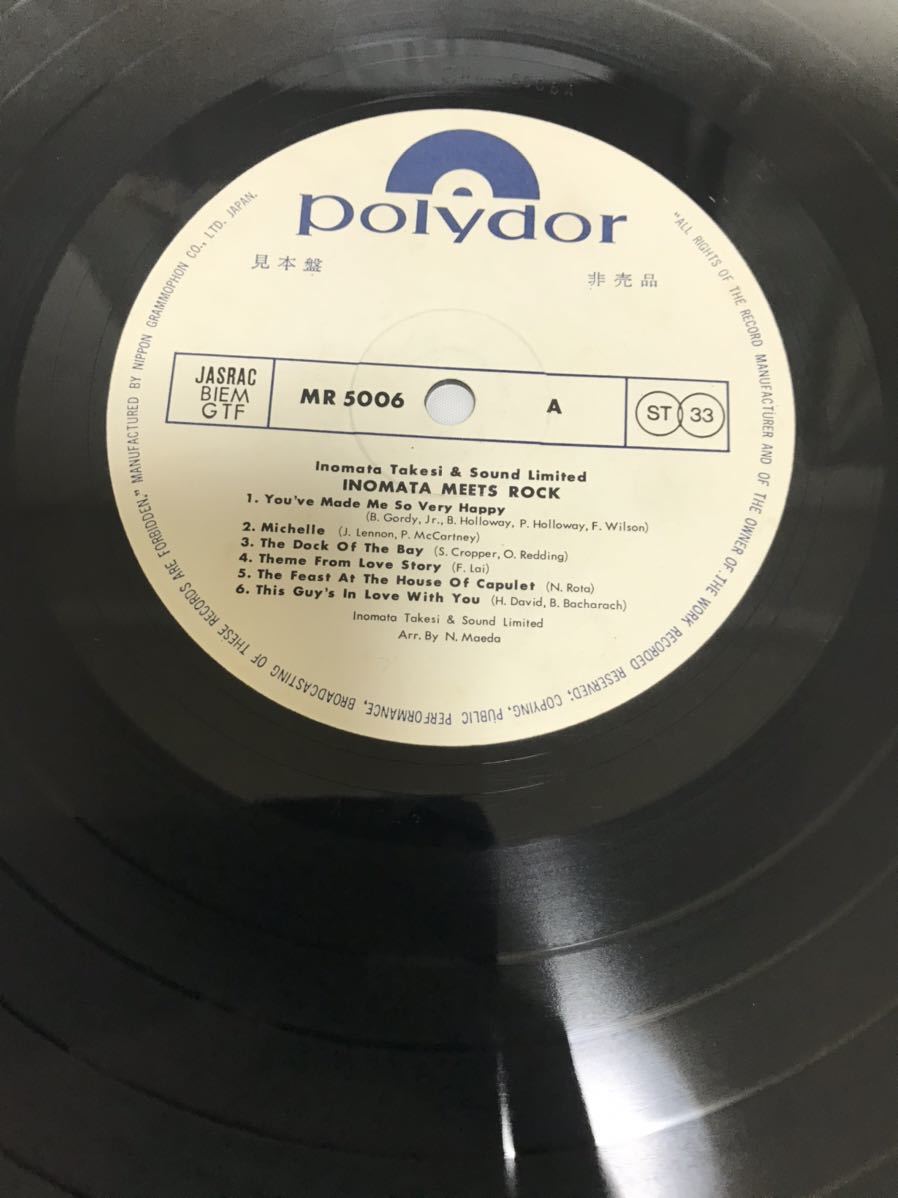 polydor
見本盤
非売品
JASRAC
BIEM
GTF
MR 5006
A
ST 33
Inomata Takesi & Sound Limited
INOMATA MEETS ROCK
1. You've Made Me So Very Happy
(B. Gordy, Jr., B. Holloway, P. Holloway, F. Wilson)
2. Michelle (J. Lennon, P. McCartney)
3. The Dock Of The Bay (S. Cropper, O. Redding)
4. Theme From Love Story (F. Lai)
5. The Feast At The House Of Capulet (N. Rota)
6. This Guy's In Love With You (H. David, B. Bacharach)
Inomata Takesi & Sound Limited
Arr. By N. Maeda
"ALL RIGHTS OF THE RECORD MANUFACTURER AND OF THE OWNER OF THE WORK RECORDED RESERVED; COPYING, PUBLIC PERFORMANCE, BROADCASTING OF THESE RECORDS ARE FORBIDDEN." MANUFACTURED BY NIPPON GRAMMOPHON CO., LTD. JAPAN.